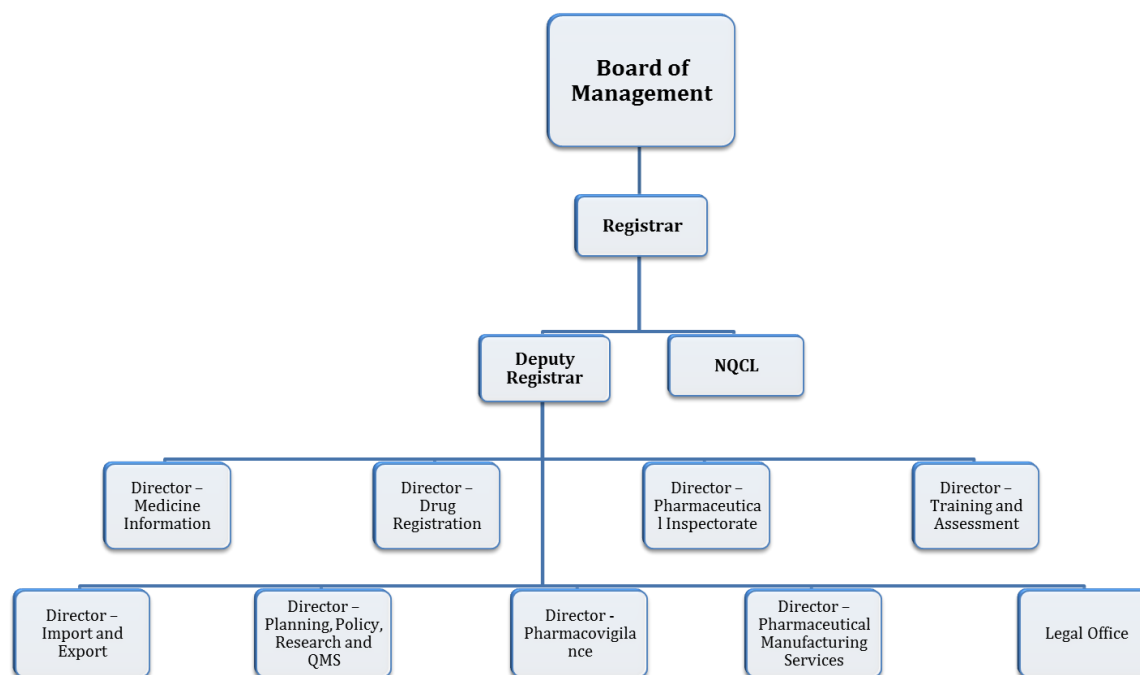 Board of
Management
Registrar
Deputy
Registrar
NQCL
Director –
Medicine
Information
Director –
Drug
Registration
Director –
Pharmaceutica
l Inspectorate
Director –
Training and
Assessment
Director –
Import and
Export
Director –
Planning, Policy,
Research and
QMS
Director -
Pharmacovigila
nce
Director –
Pharmaceutical
Manufacturing
Services
Legal Office